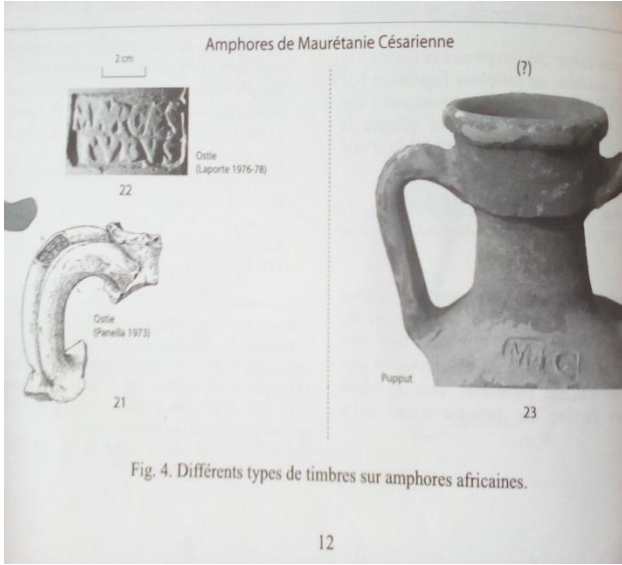 Amphores de Maurétanie Césarienne
2 cm
(?)
Ostie
(Laporte 1976-78)
22
Ostie
(Panella 1973)
21
Pupput
23
Fig. 4. Différents types de timbres sur amphores africaines.
12